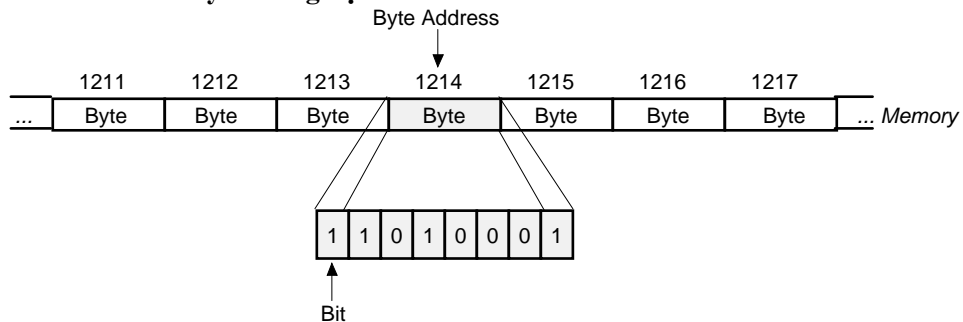 Byte Address
1211 1212 1213 1214 1215 1216 1217
... Byte Byte Byte Byte Byte Byte Byte ... Memory
1 1 0 1 0 0 0 1
Bit